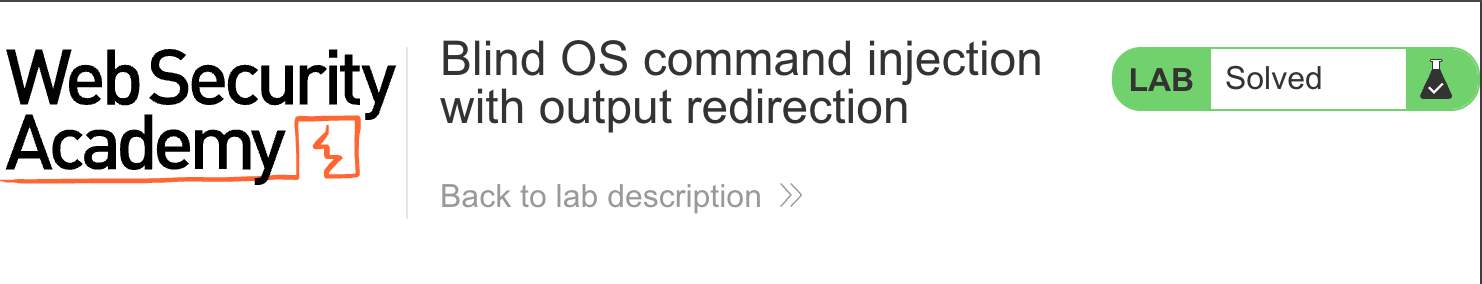 Web Security
Academy
Blind OS command injection
with output redirection
Back to lab description
LAB Solved